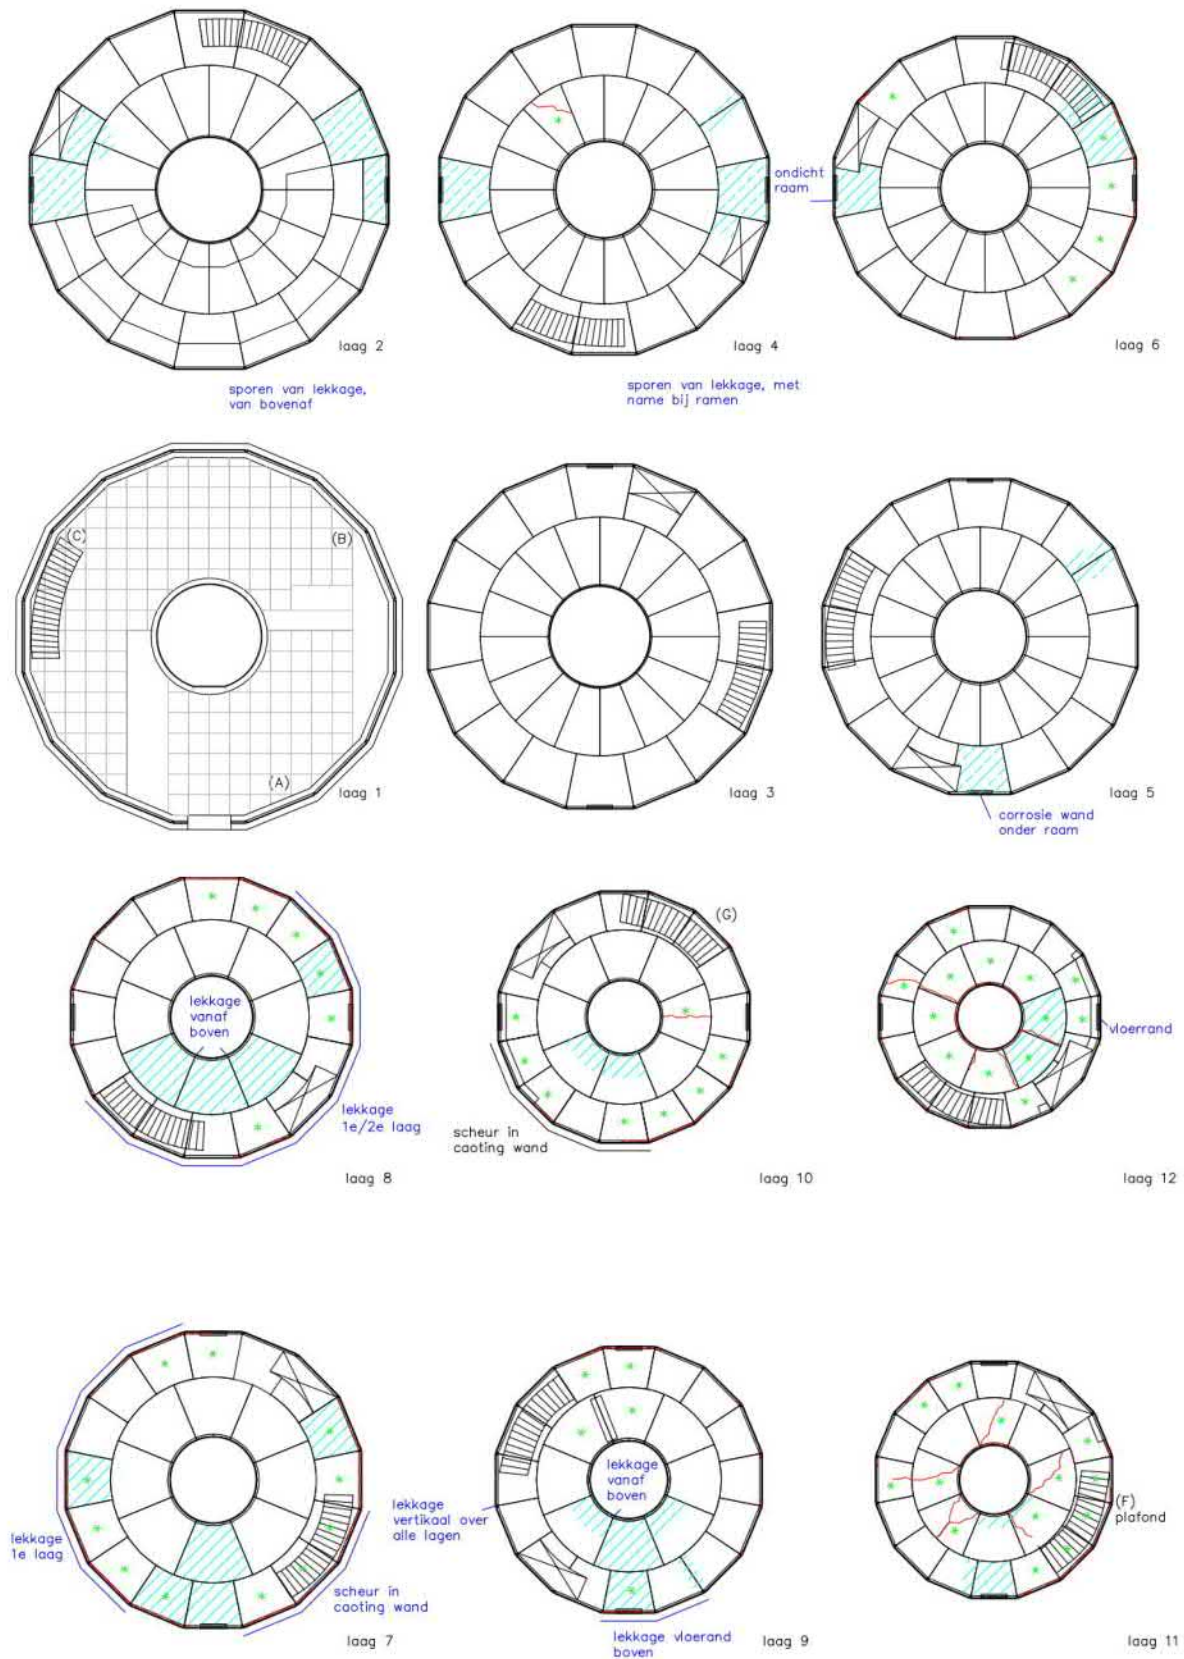 laag 2
sporen van lekkage,
van bovenaf
laag 4
sporen van lekkage, met
name bij ramen
ondicht
raam
laag 6
(C)
(B)
(A)
laag 1
laag 3
laag 5
corrosie wand
onder raam
lekkage
vanaf
boven
lekkage
1e/2e laag
laag 8
(G)
scheur in
caoting wand
laag 10
vloerrand
laag 12
lekkage
1e laag
scheur in
caoting wand
laag 7
lekkage
vanaf
boven
lekkage
vertikaal over
alle lagen
lekkage vloerrand
boven
laag 9
(F)
plafond
laag 11